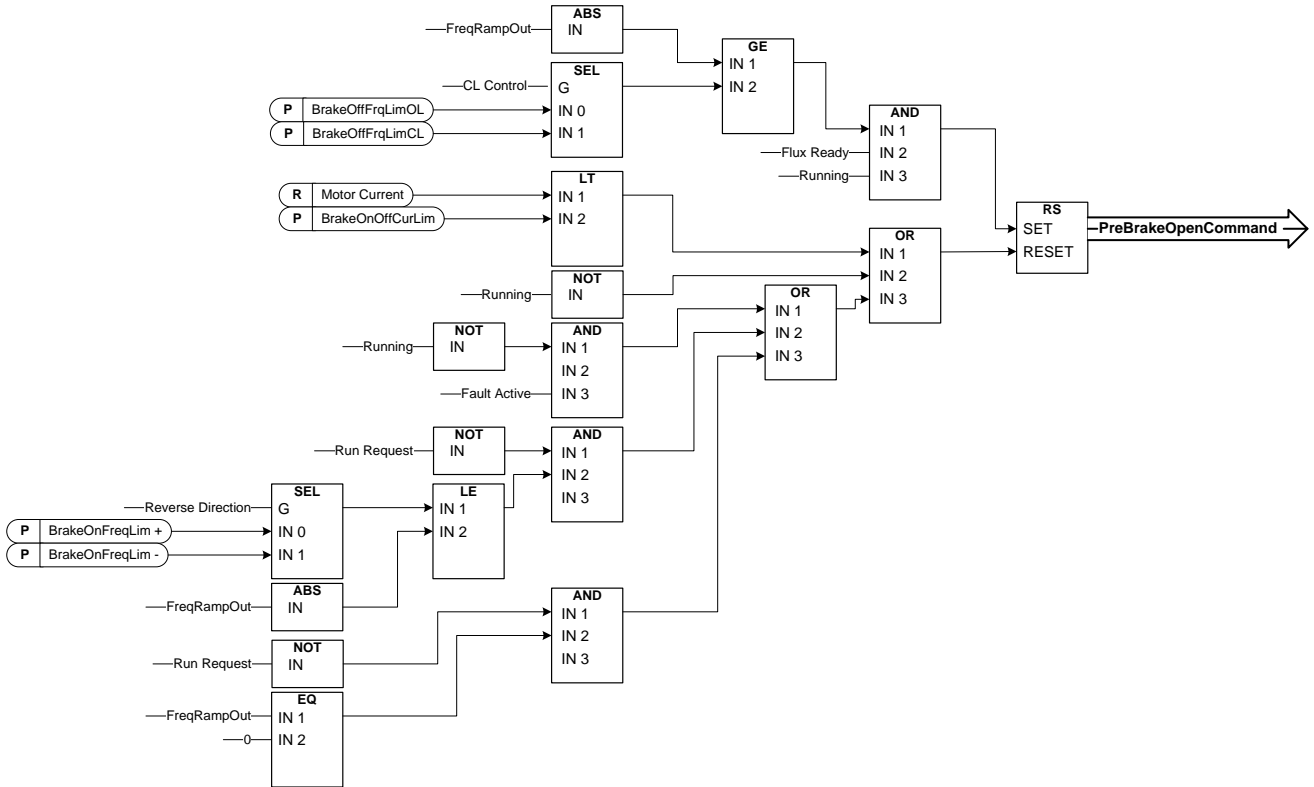 ABS
FreqRampOut IN
GE
IN 1
SEL
CL Control G IN 2
P BrakeOffFrqLimOL IN 0
P BrakeOffFrqLimCL IN 1
AND
IN 1
Flux Ready IN 2
Running IN 3
LT
R Motor Current IN 1
P BrakeOnOffCurLim IN 2
RS
SET PreBrakeOpenCommand
RESET
OR
IN 1
IN 2
IN 3
NOT
Running IN
OR
IN 1
IN 2
IN 3
NOT
Running IN
AND
IN 1
IN 2
Fault Active IN 3
NOT
Run Request IN
AND
IN 1
IN 2
IN 3
SEL
Reverse Direction G
P BrakeOnFreqLim + IN 0
P BrakeOnFreqLim - IN 1
LE
IN 1
IN 2
ABS
FreqRampOut IN
AND
IN 1
IN 2
IN 3
NOT
Run Request IN
EQ
FreqRampOut IN 1
0 IN 2